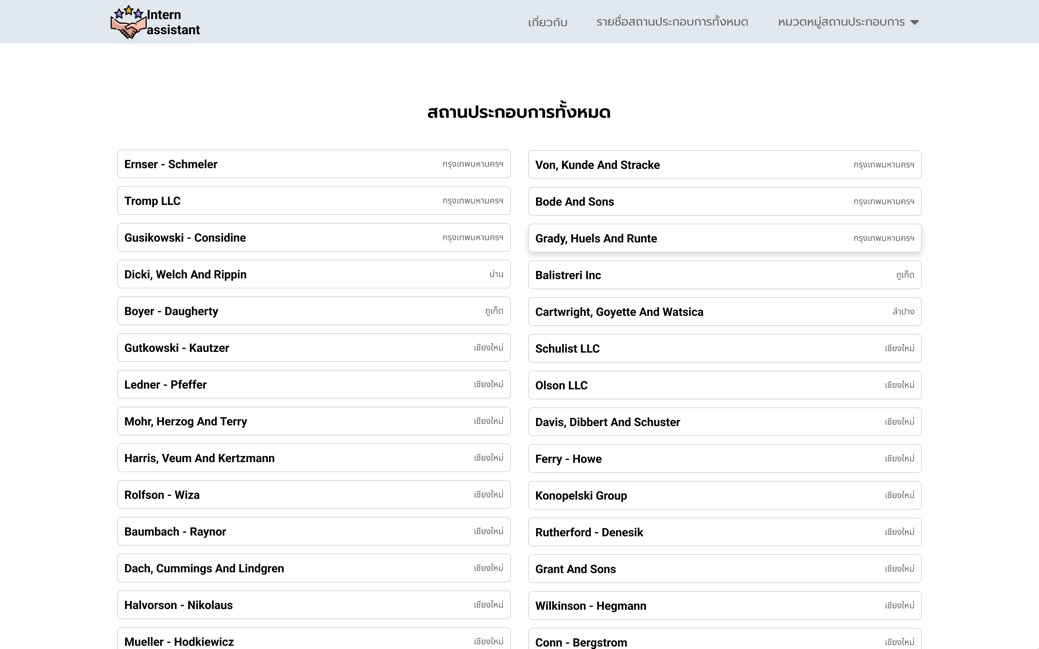 Intern
assistant
เกี่ยวกับ
รายชื่อสถานประกอบการทั้งหมด
หมวดหมู่สถานประกอบการ
สถานประกอบการทั้งหมด
Ernser - Schmeler กรุงเทพมหานครฯ
Von, Kunde And Stracke กรุงเทพมหานครฯ
Tromp LLC กรุงเทพมหานครฯ
Bode And Sons กรุงเทพมหานครฯ
Gusikowski - Considine กรุงเทพมหานครฯ
Grady, Huels And Runte กรุงเทพมหานครฯ
Dicki, Welch And Rippin น่าน
Balistreri Inc ภูเก็ต
Boyer - Daugherty ภูเก็ต
Cartwright, Goyette And Watsica ลำปาง
Gutkowski - Kautzer เชียงใหม่
Schulist LLC เชียงใหม่
Ledner - Pfeffer เชียงใหม่
Olson LLC เชียงใหม่
Mohr, Herzog And Terry เชียงใหม่
Davis, Dibbert And Schuster เชียงใหม่
Harris, Veum And Kertzmann เชียงใหม่
Ferry - Howe เชียงใหม่
Rolfson - Wiza เชียงใหม่
Konopelski Group เชียงใหม่
Baumbach - Raynor เชียงใหม่
Rutherford - Denesik เชียงใหม่
Dach, Cummings And Lindgren เชียงใหม่
Grant And Sons เชียงใหม่
Halvorson - Nikolaus เชียงใหม่
Wilkinson - Hegmann เชียงใหม่
Mueller - Hodkiewicz เชียงใหม่
Conn - Bergstrom เชียงใหม่